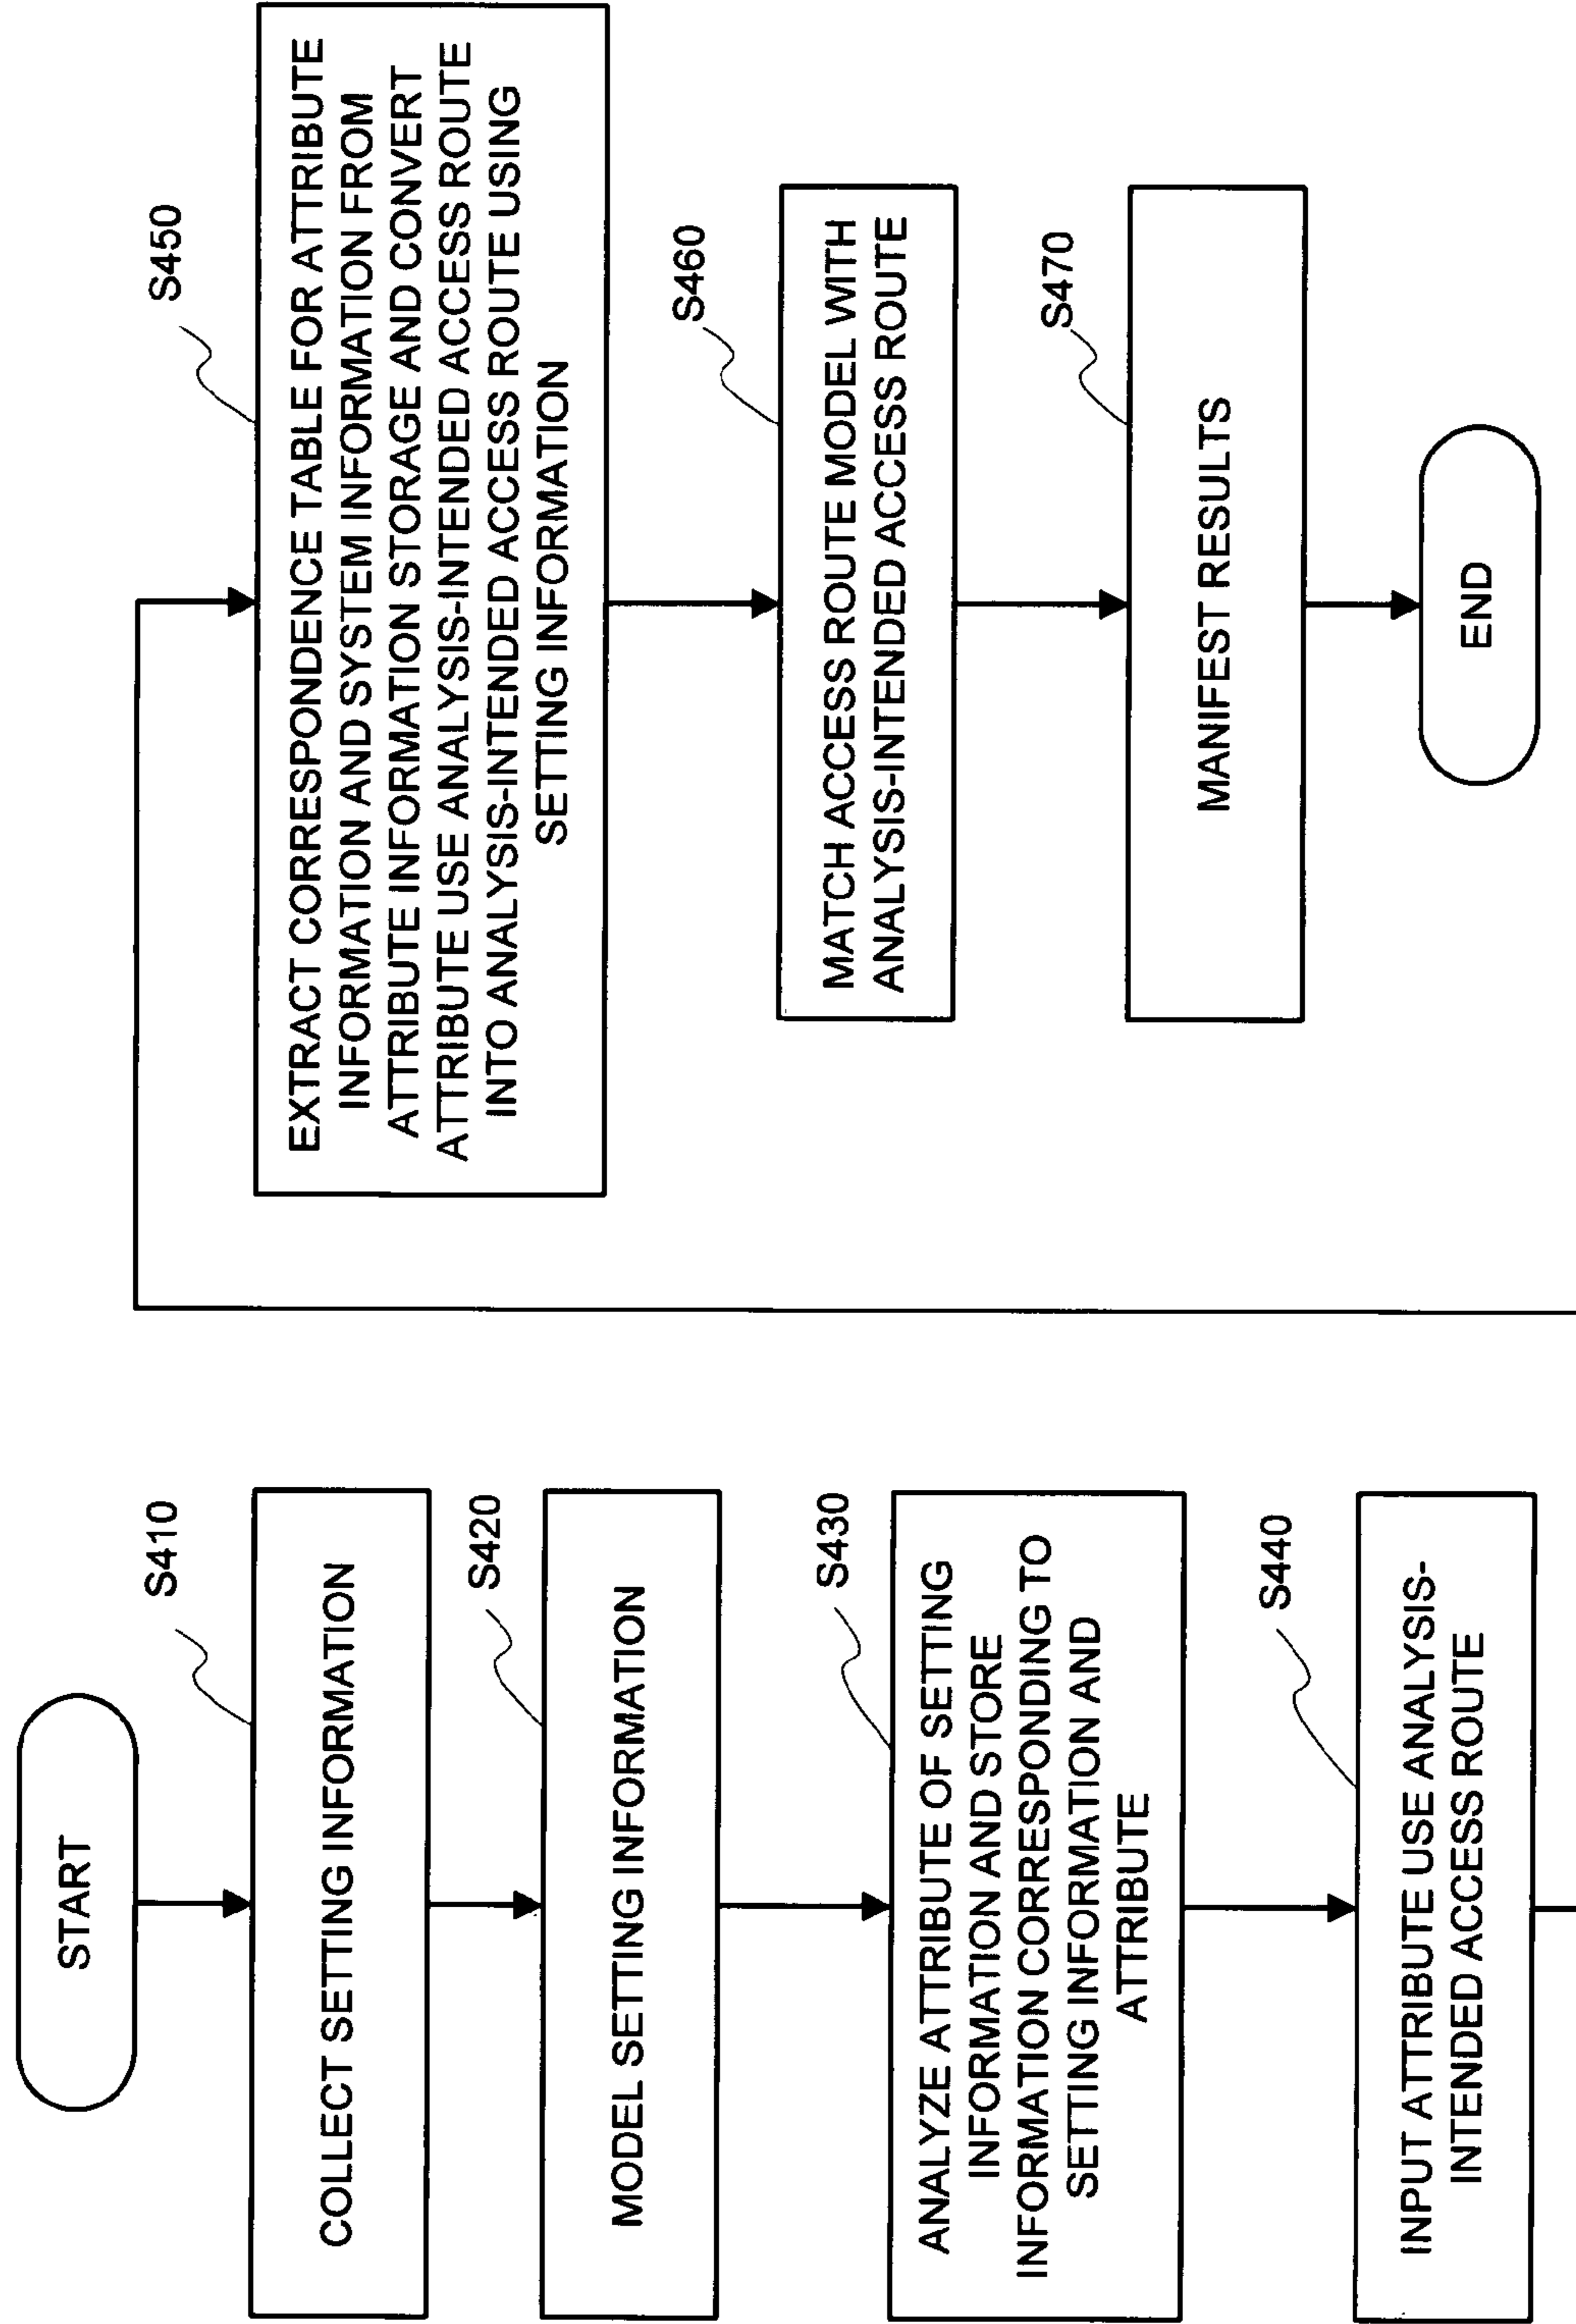 START
S410
COLLECT SETTING INFORMATION
S420
MODEL SETTING INFORMATION
S430
ANALYZE ATTRIBUTE OF SETTING
INFORMATION AND STORE
INFORMATION CORRESPONDING TO
SETTING INFORMATION AND
ATTRIBUTE
S440
INPUT ATTRIBUTE USE ANALYSIS-
INTENDED ACCESS ROUTE
S450
EXTRACT CORRESPONDENCE TABLE FOR ATTRIBUTE
INFORMATION AND SYSTEM INFORMATION FROM
ATTRIBUTE INFORMATION STORAGE AND CONVERT
ATTRIBUTE USE ANALYSIS-INTENDED ACCESS ROUTE
INTO ANALYSIS-INTENDED ACCESS ROUTE USING
SETTING INFORMATION
S460
MATCH ACCESS ROUTE MODEL WITH
ANALYSIS-INTENDED ACCESS ROUTE
S470
MANIFEST RESULTS
END